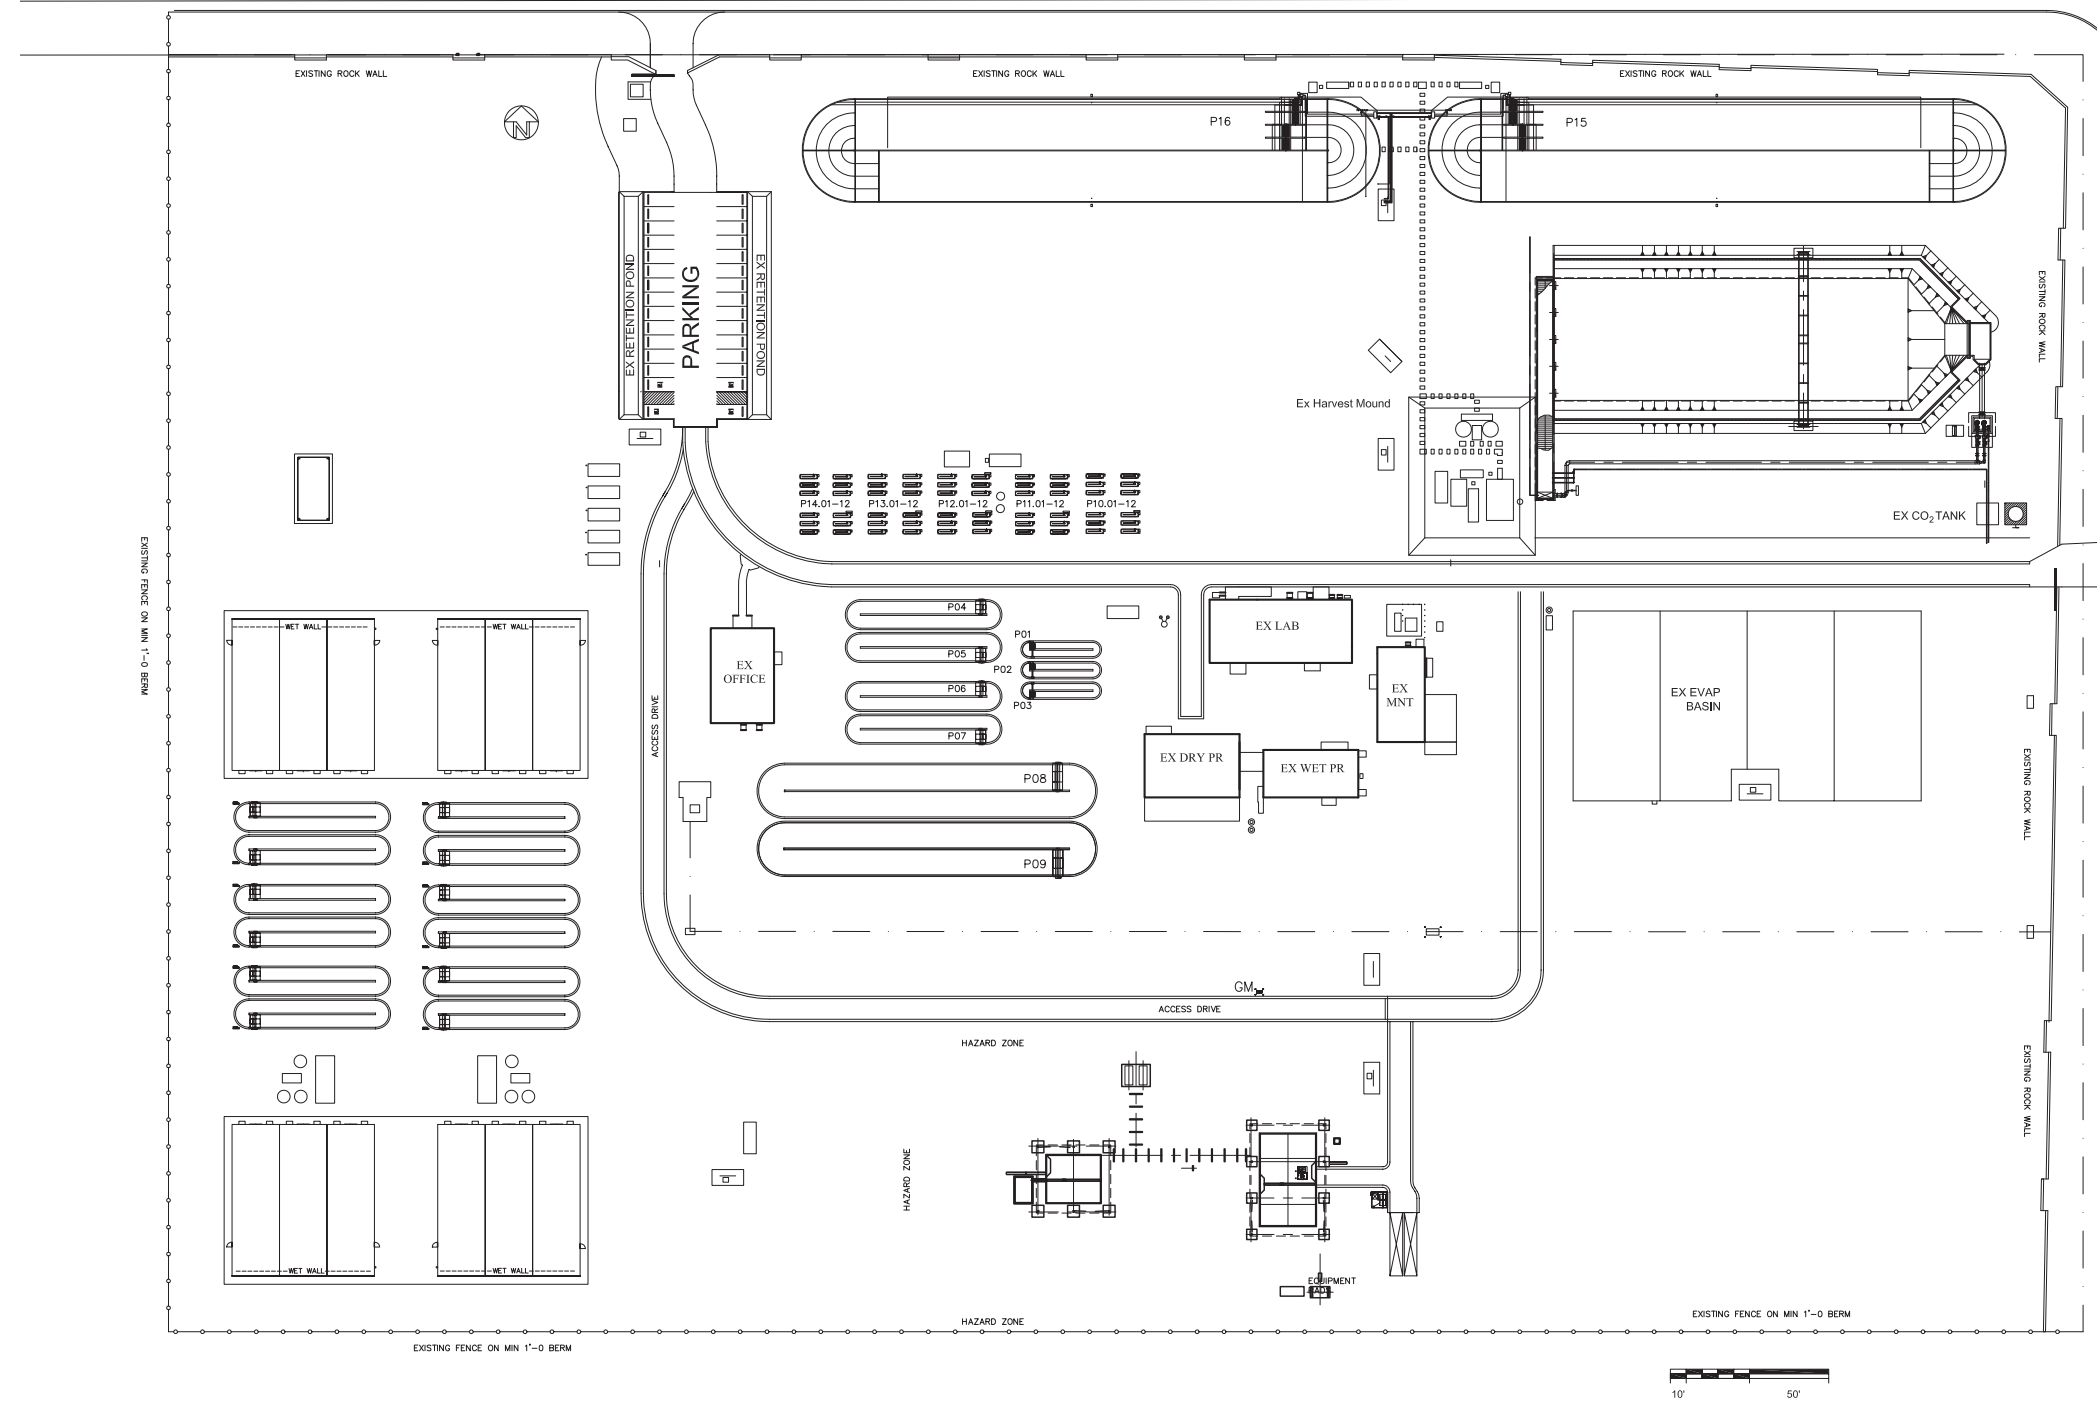 EXISTING ROCK WALL
EXISTING ROCK WALL
EXISTING ROCK WALL
N
P16
P15
EX RETENTION POND
PARKING
EX RETENTION POND
EXISTING ROCK WALL
Ex Harvest Mound
P14.01-12
P13.01-12
P12.01-12
P11.01-12
P10.01-12
EX CO2 TANK
EXISTING FENCE ON MIN 1'-0 BERM
WET WALL
WET WALL
P04
P05
P06
P07
P01
P02
P03
EX LAB
EX
OFFICE
EX
MNT
EX EVAP
BASIN
ACCESS DRIVE
EX DRY PR
EX WET PR
P08
P09
EXISTING ROCK WALL
GM
ACCESS DRIVE
HAZARD ZONE
EXISTING ROCK WALL
HAZARD ZONE
WET WALL
WET WALL
EQUIPMENT
HAZARD ZONE
EXISTING FENCE ON MIN 1'-0 BERM
EXISTING FENCE ON MIN 1'-0 BERM
10'
50'